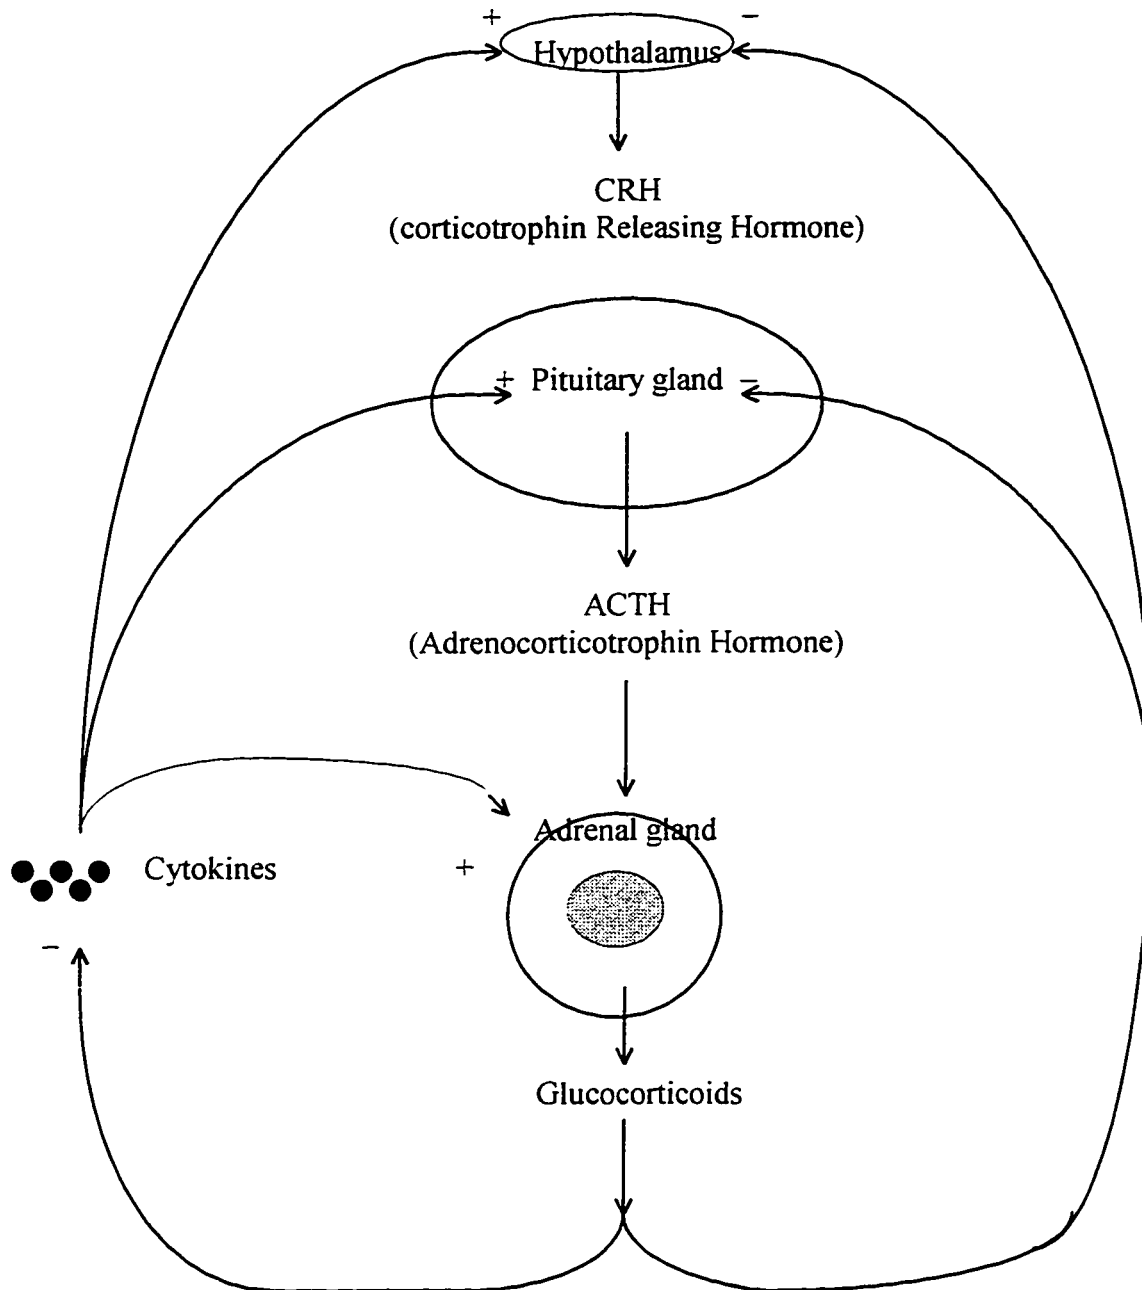 + −
Hypothalamus
CRH
(corticotrophin Releasing Hormone)
+ Pituitary gland −
ACTH
(Adrenocorticotrophin Hormone)
Adrenal gland
Cytokines +
−
Glucocorticoids